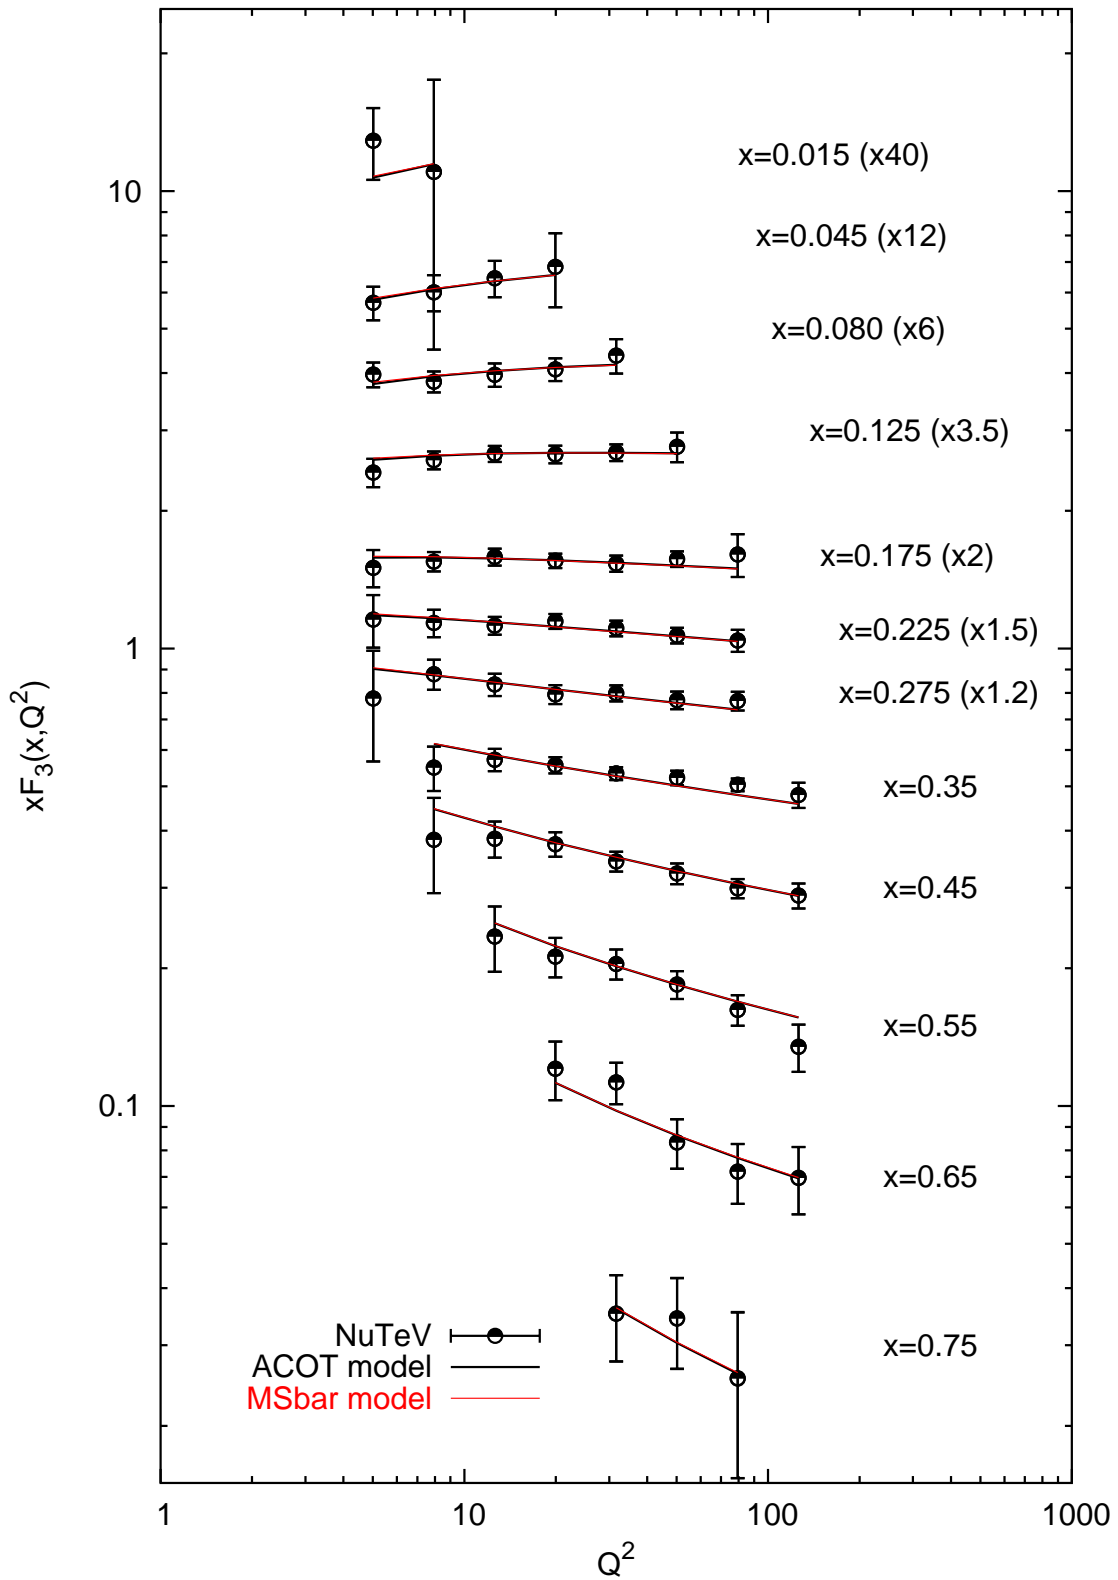 x=0.015 (x40)
10
x=0.045 (x12)
x=0.080 (x6)
x=0.125 (x3.5)
x=0.175 (x2)
x=0.225 (x1.5)
1
x=0.275 (x1.2)
xF₃(x,Q²)
x=0.35
x=0.45
x=0.55
0.1
x=0.65
NuTeV
x=0.75
ACOT model
MSbar model
1 10 100 1000
Q²